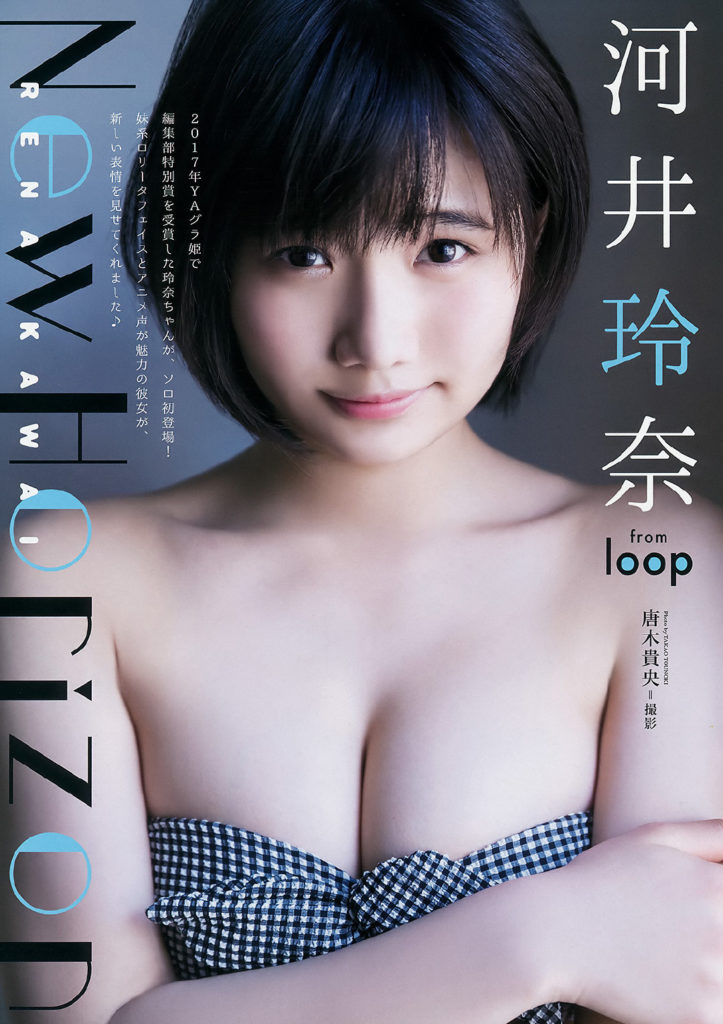 河井玲奈
from
loop
唐木貴央＝撮影
Photo by TAKAO TOUNOKI
2017年YAグラ姫で
編集部特別賞を受賞した玲奈ちゃんが、ソロ初登場！
妹系ロリータフェイスとアニメ声が魅力の彼女が、
新しい表情を見せてくれました♪
New Horizon
RENA KAWAI